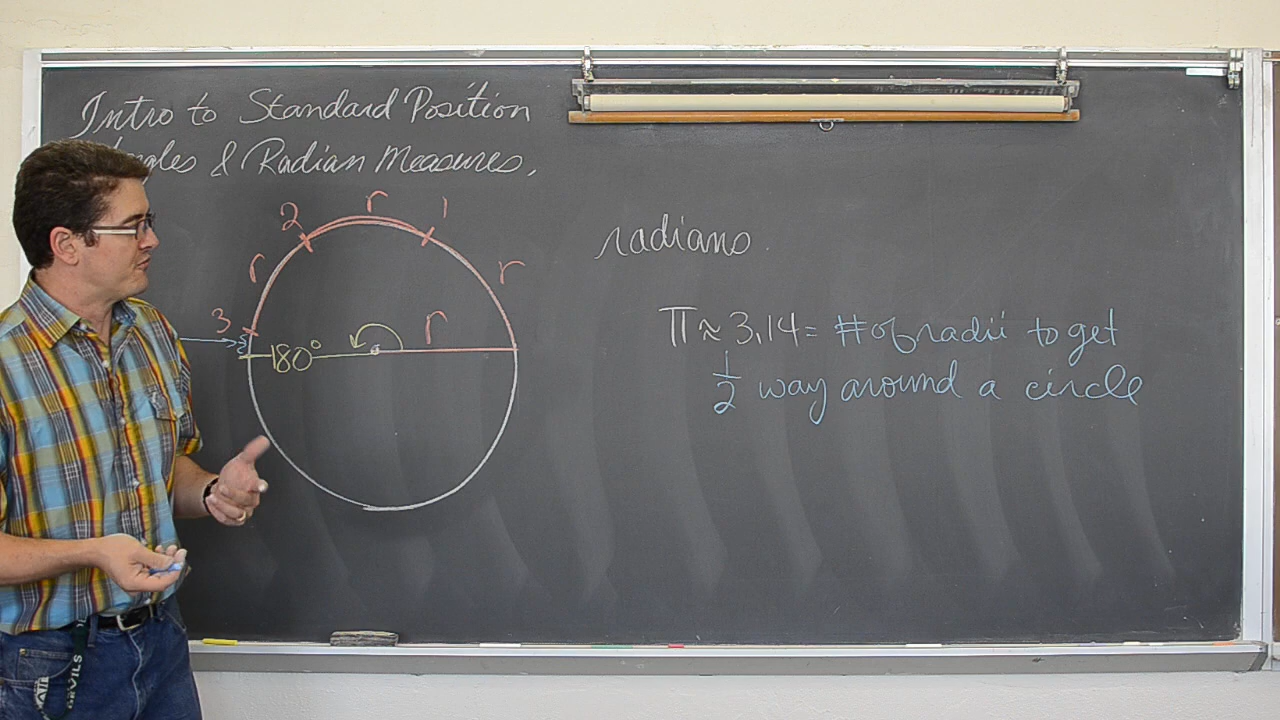 Intro to Standard Position
& Radian Measures,
r
2
1
r
r
3
r
180°
radians
π ≈ 3.14 = # of radii to get
1/2 way around a circle